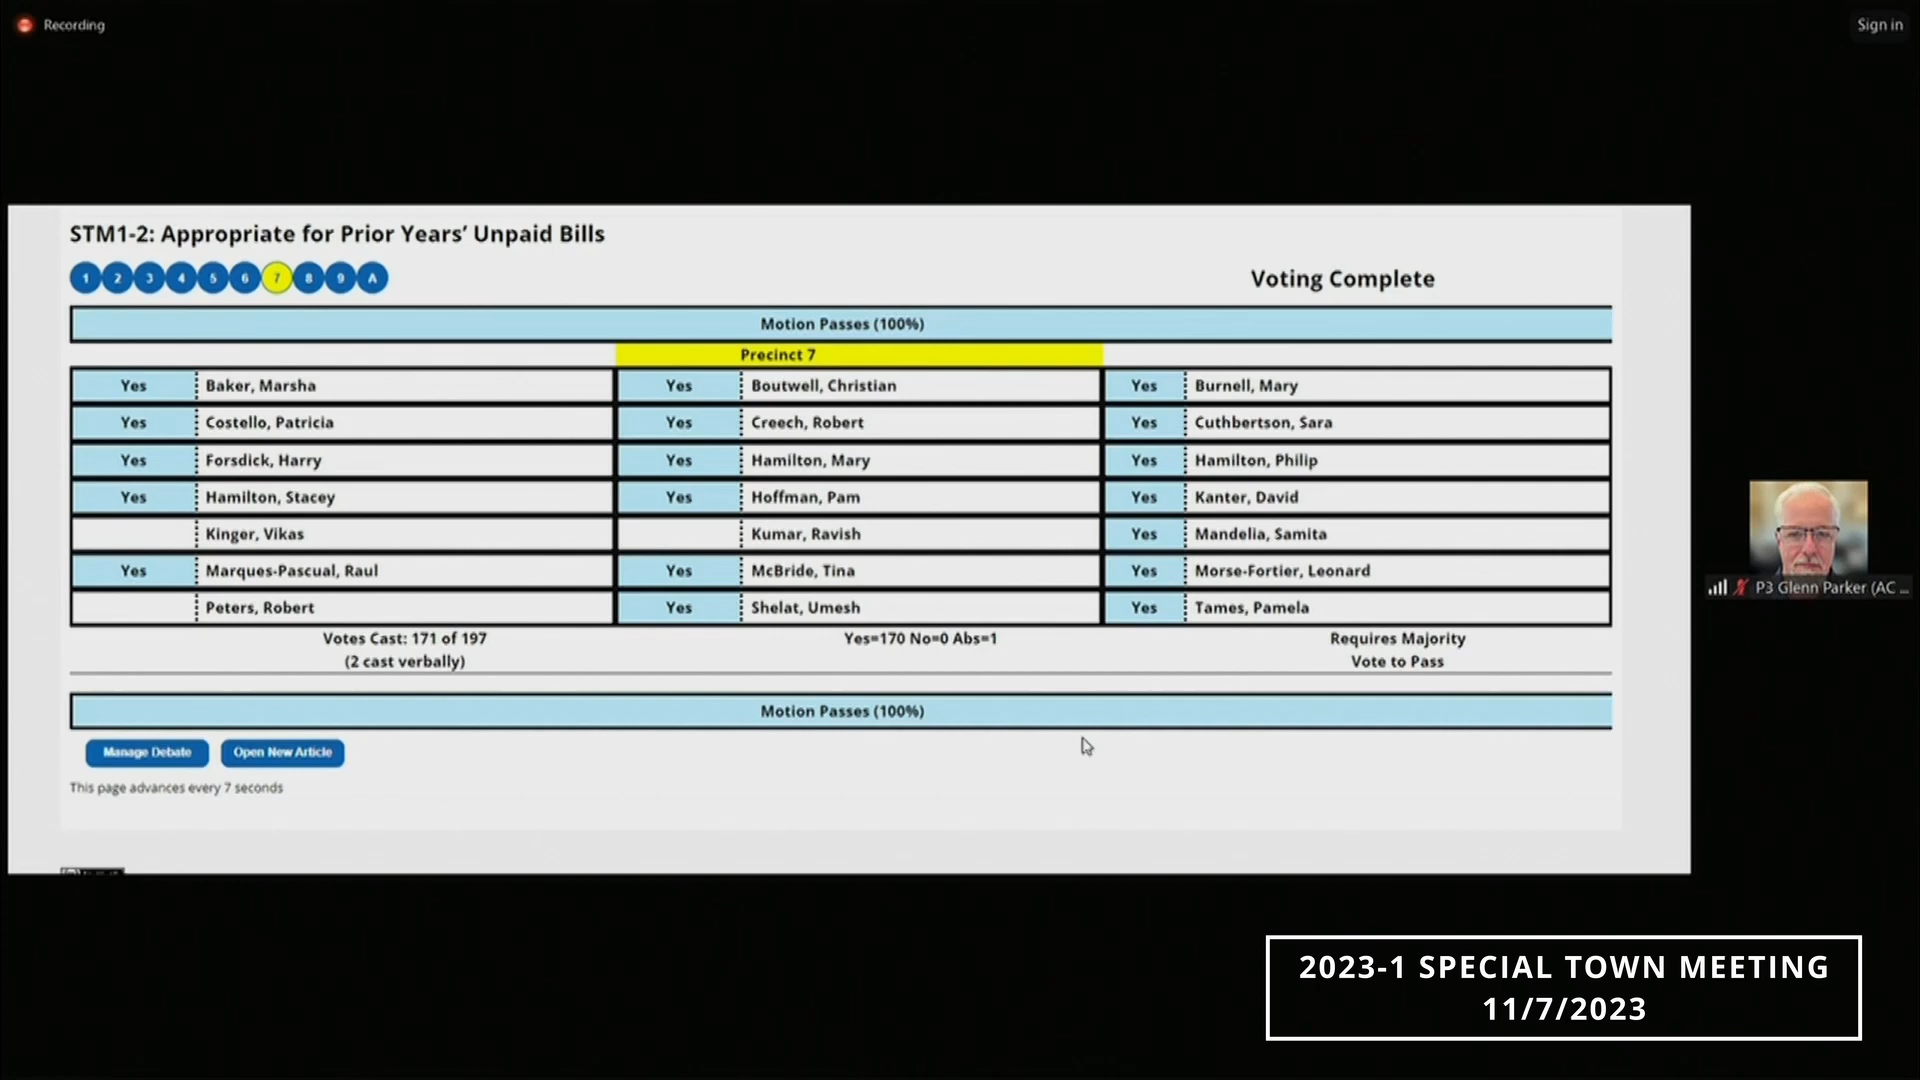 Recording
Sign in
STM1-2: Appropriate for Prior Years’ Unpaid Bills
1 2 3 4 5 6 7 8 9 A
Voting Complete
Motion Passes (100%)
Precinct 7
Yes Baker, Marsha Yes Boutwell, Christian Yes Burnell, Mary
Yes Costello, Patricia Yes Creech, Robert Yes Cuthbertson, Sara
Yes Forsdick, Harry Yes Hamilton, Mary Yes Hamilton, Philip
Yes Hamilton, Stacey Yes Hoffman, Pam Yes Kanter, David
Kinger, Vikas Kumar, Ravish Yes Mandelia, Samita
Yes Marques-Pascual, Raul Yes McBride, Tina Yes Morse-Fortier, Leonard
Peters, Robert Yes Shelat, Umesh Yes Tames, Pamela
Votes Cast: 171 of 197 Yes=170 No=0 Abs=1 Requires Majority
(2 cast verbally) Vote to Pass
Motion Passes (100%)
Manage Debate Open New Article
This page advances every 7 seconds
P3 Glenn Parker (AC ...
2023-1 SPECIAL TOWN MEETING
11/7/2023